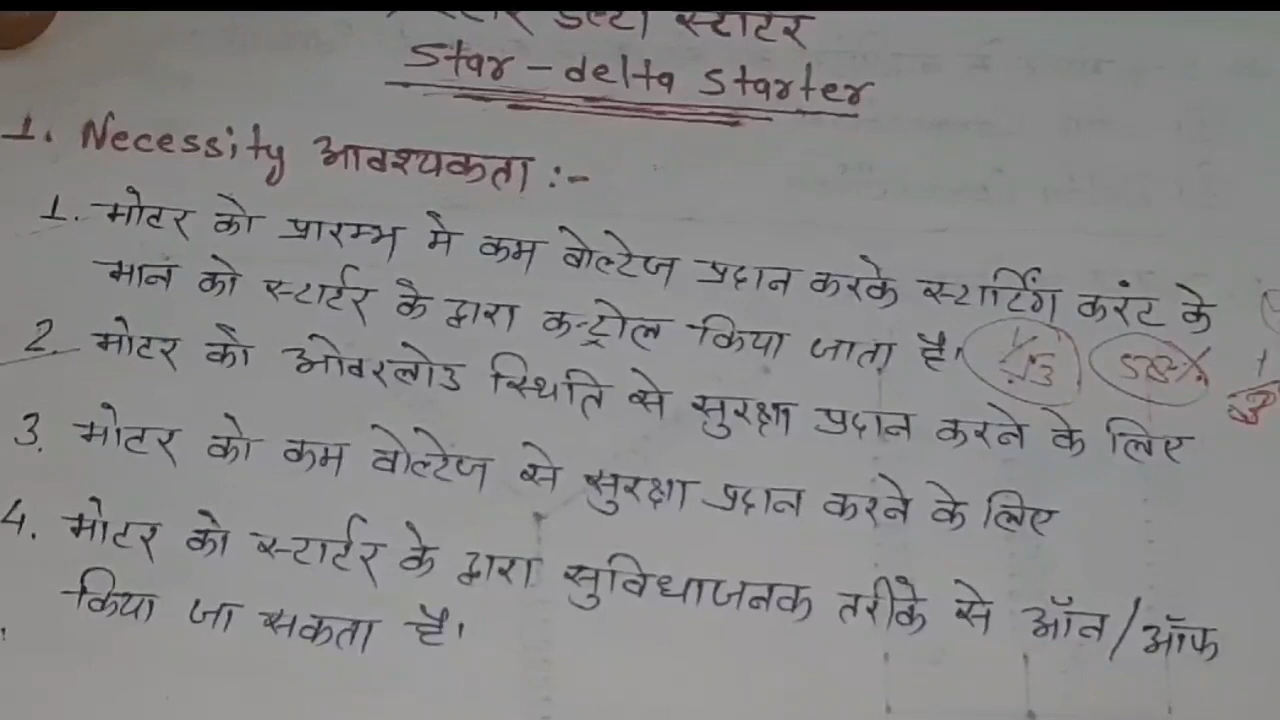 स्टार डेल्टा स्टार्टर
Star-delta starter
1. Necessity आवश्यकता :-
1. मोटर को प्रारम्भ मे कम वोल्टेज प्रदान करके स्टार्टिंग करंट के
मान को स्टार्टर के द्वारा कन्ट्रोल किया जाता है। 1/√3 58%
2. मोटर को ओवरलोड स्थिति से सुरक्षा प्रदान करने के लिए
3. मोटर को कम वोल्टेज से सुरक्षा प्रदान करने के लिए
4. मोटर को स्टार्टर के द्वारा सुविधाजनक तरीके से ऑन/ऑफ
किया जा सकता है।